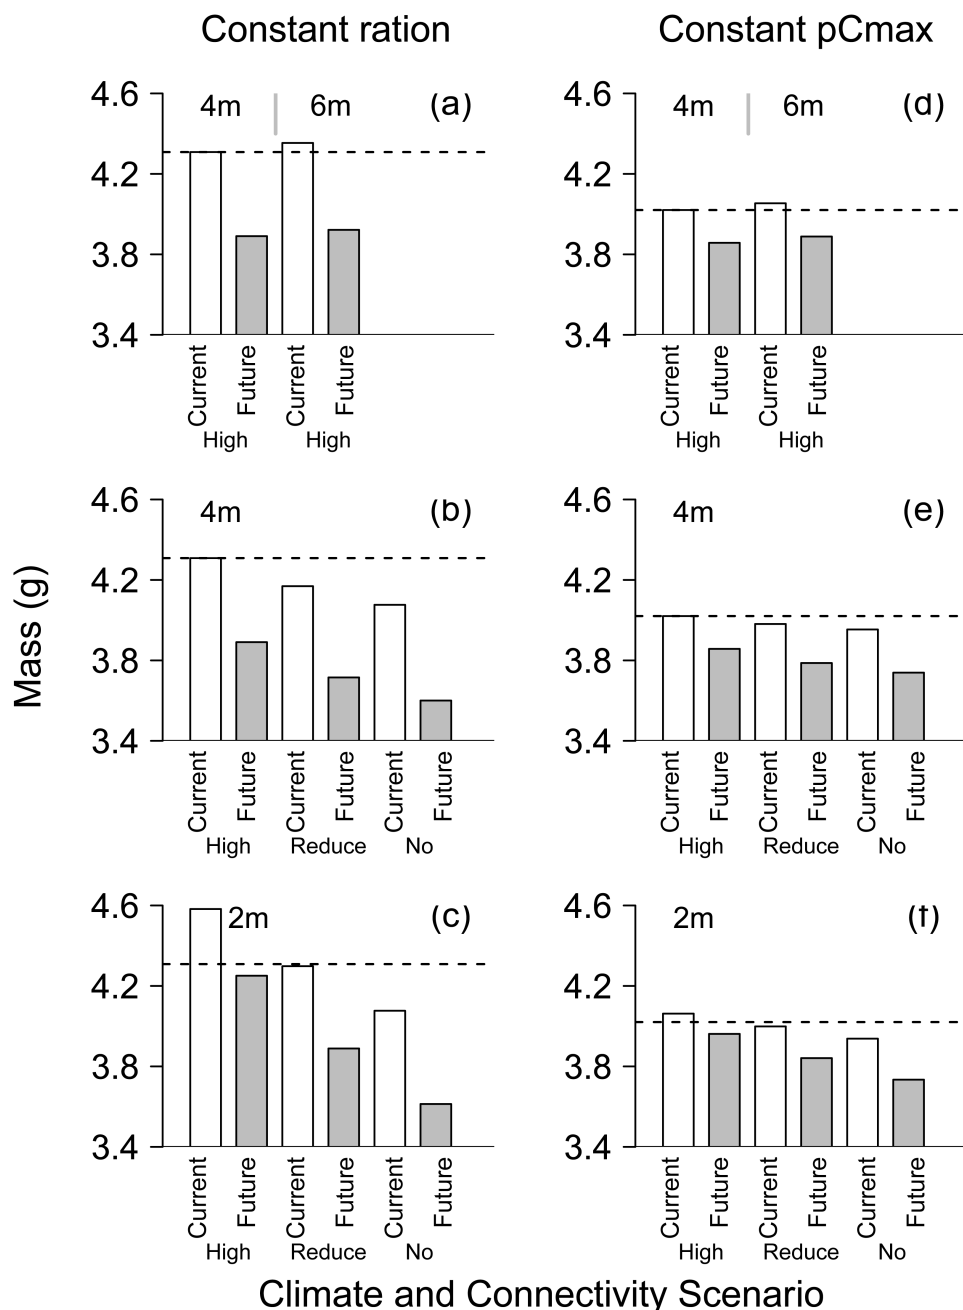 Constant ration
Constant pCmax
4.6
4.2
3.8
3.4
4m
6m
(a)
Current
Future
Current
Future
High
High
4.6
4.2
3.8
3.4
4m
6m
(d)
Current
Future
Current
Future
High
High
Mass (g)
4.6
4.2
3.8
3.4
4m
(b)
Current
Future
Current
Future
Current
Future
High
Reduce
No
4.6
4.2
3.8
3.4
4m
(e)
Current
Future
Current
Future
Current
Future
High
Reduce
No
4.6
4.2
3.8
3.4
2m
(c)
Current
Future
Current
Future
Current
Future
High
Reduce
No
4.6
4.2
3.8
3.4
2m
(f)
Current
Future
Current
Future
Current
Future
High
Reduce
No
Climate and Connectivity Scenario